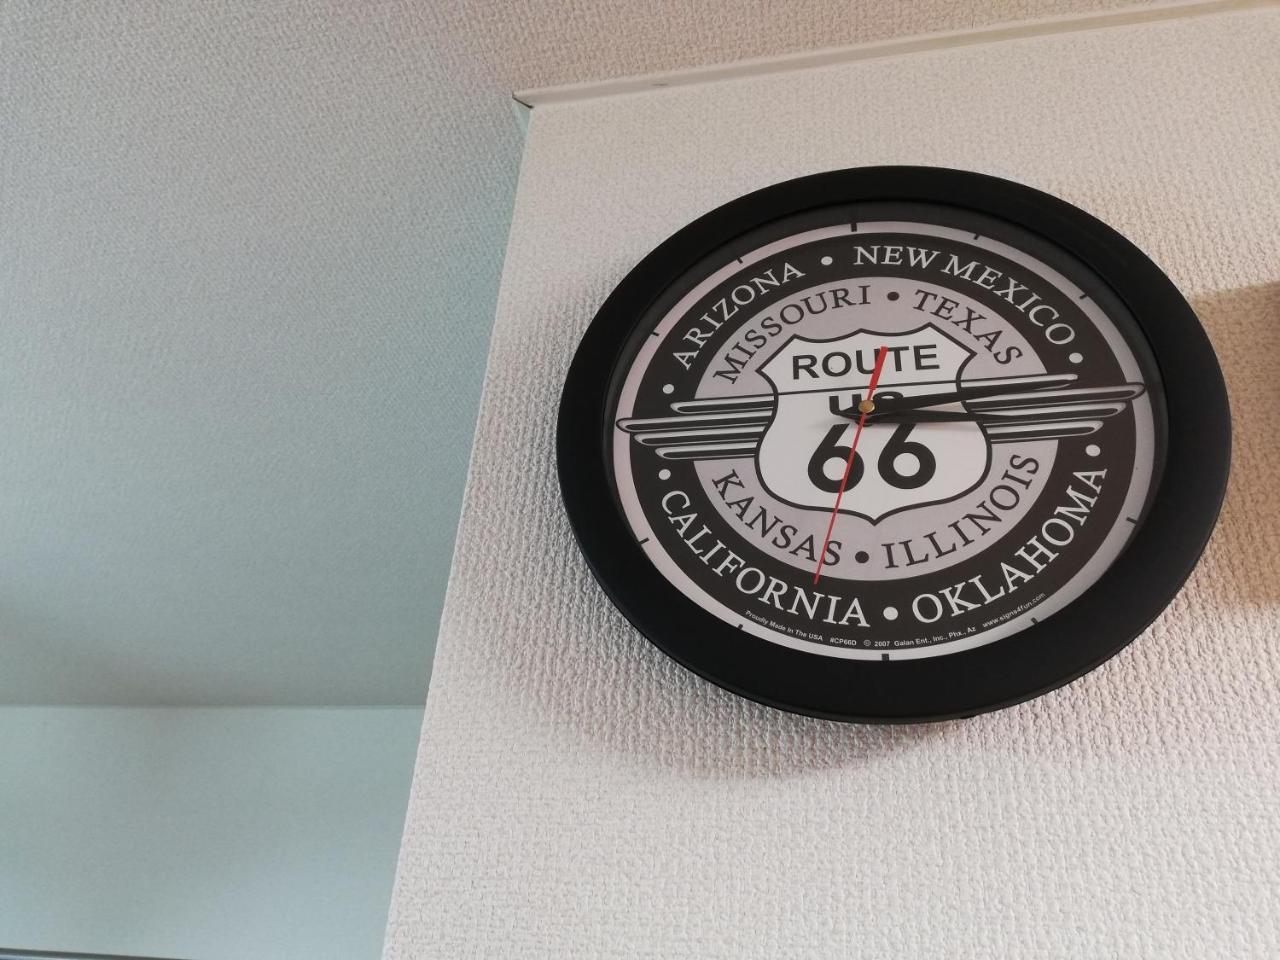 ARIZONA • NEW MEXICO •
MISSOURI • TEXAS
ROUTE
US
66
KANSAS • ILLINOIS
• CALIFORNIA • OKLAHOMA •
Proudly Made In The USA #CP66D © 2007 Galan Ent., Inc., Phx., Az www.signs4fun.com